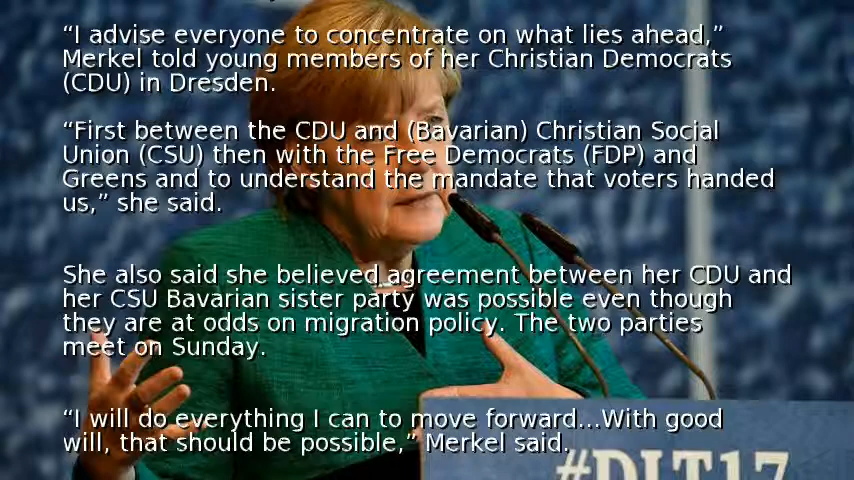 “I advise everyone to concentrate on what lies ahead,”
Merkel told young members of her Christian Democrats
(CDU) in Dresden.
“First between the CDU and (Bavarian) Christian Social
Union (CSU) then with the Free Democrats (FDP) and
Greens and to understand the mandate that voters handed
us,” she said.
She also said she believed agreement between her CDU and
her CSU Bavarian sister party was possible even though
they are at odds on migration policy. The two parties
meet on Sunday.
“I will do everything I can to move forward...With good
will, that should be possible,” Merkel said.
#DLT17